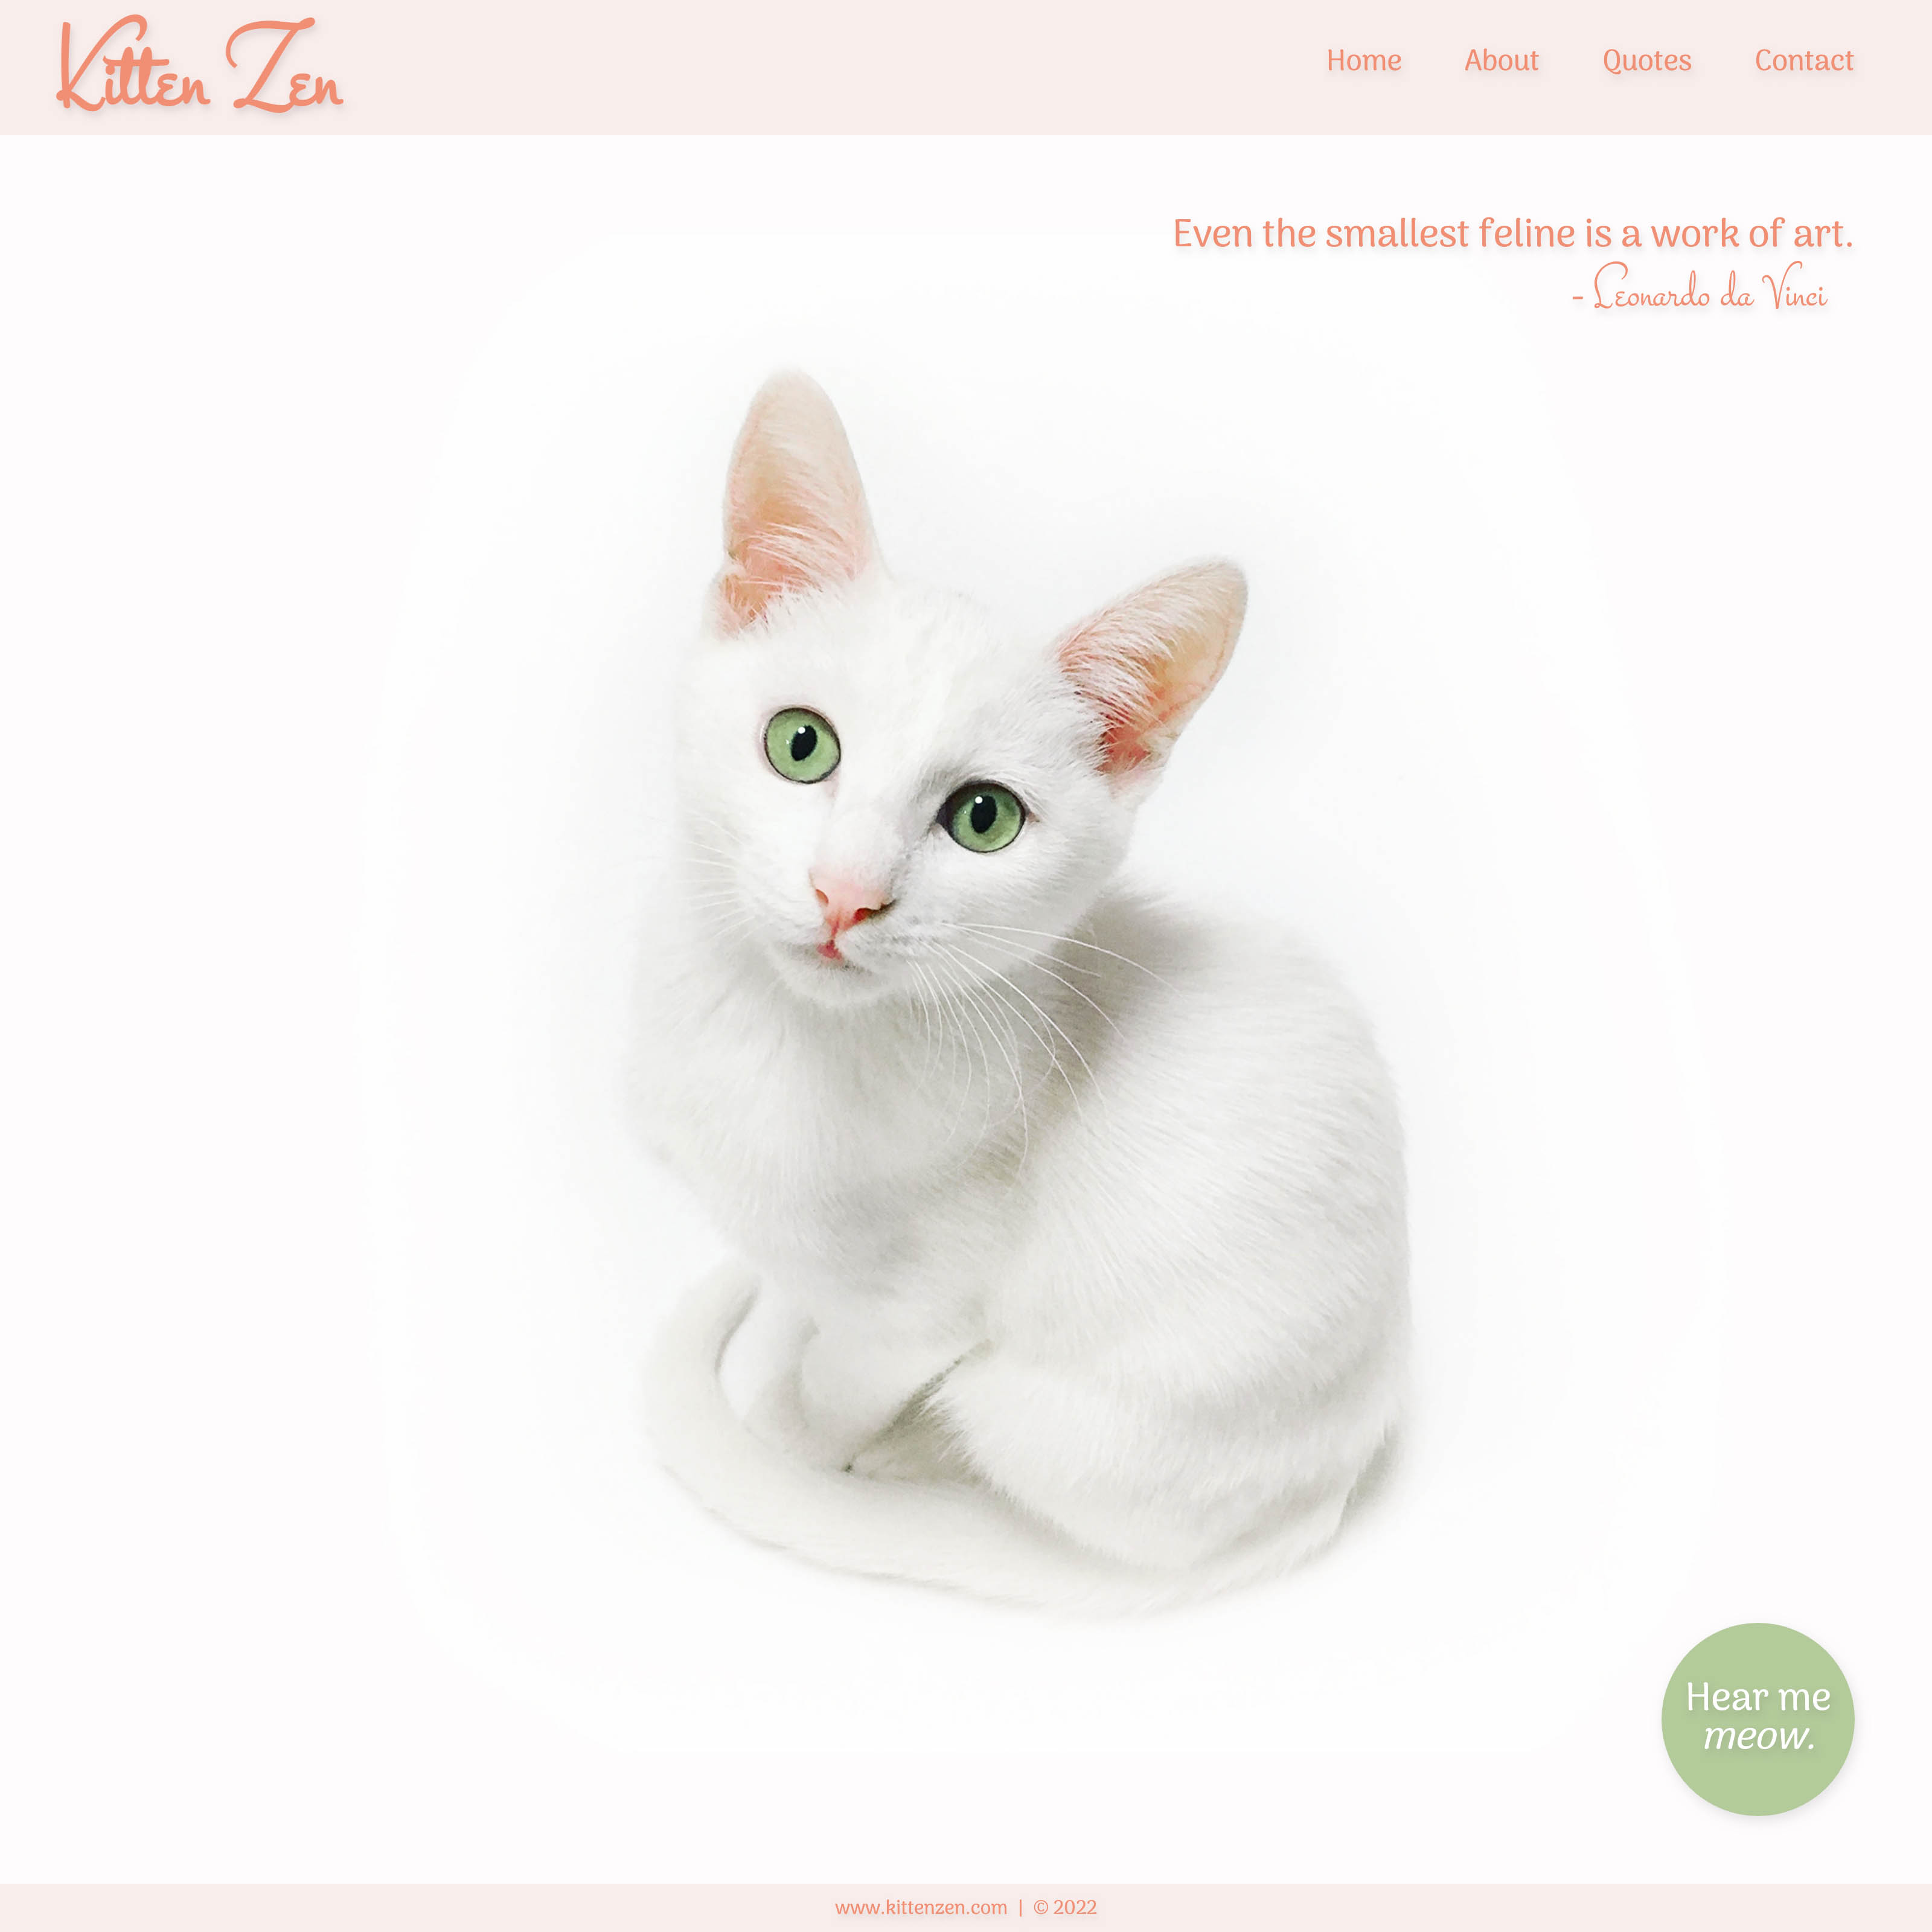 Kitten Zen
Home About Quotes Contact
Even the smallest feline is a work of art.
- Leonardo da Vinci
Hear me
meow.
www.kittenzen.com | © 2022